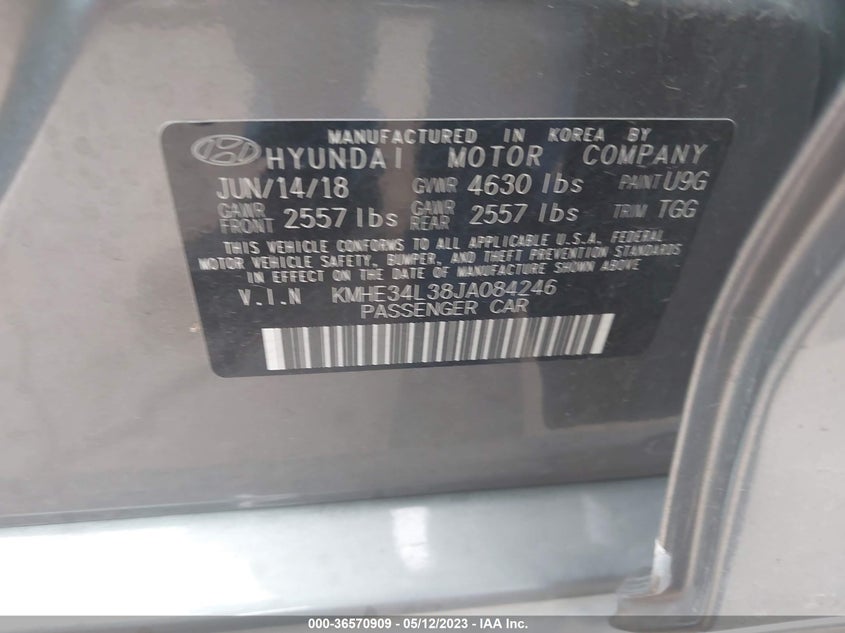 MANUFACTURED IN KOREA BY
HYUNDAI MOTOR COMPANY
JUN/14/18 GVWR 4630 lbs PAINT U9G
GAWR FRONT 2557 lbs GAWR REAR 2557 lbs TRIM TGG
THIS VEHICLE CONFORMS TO ALL APPLICABLE U.S.A. FEDERAL
MOTOR VEHICLE SAFETY, BUMPER, AND THEFT PREVENTION STANDARDS
IN EFFECT ON THE DATE OF MANUFACTURE SHOWN ABOVE
V.I.N KMHE34L38JA084246
PASSENGER CAR
000-36570909 - 05/12/2023 - © IAA Inc.